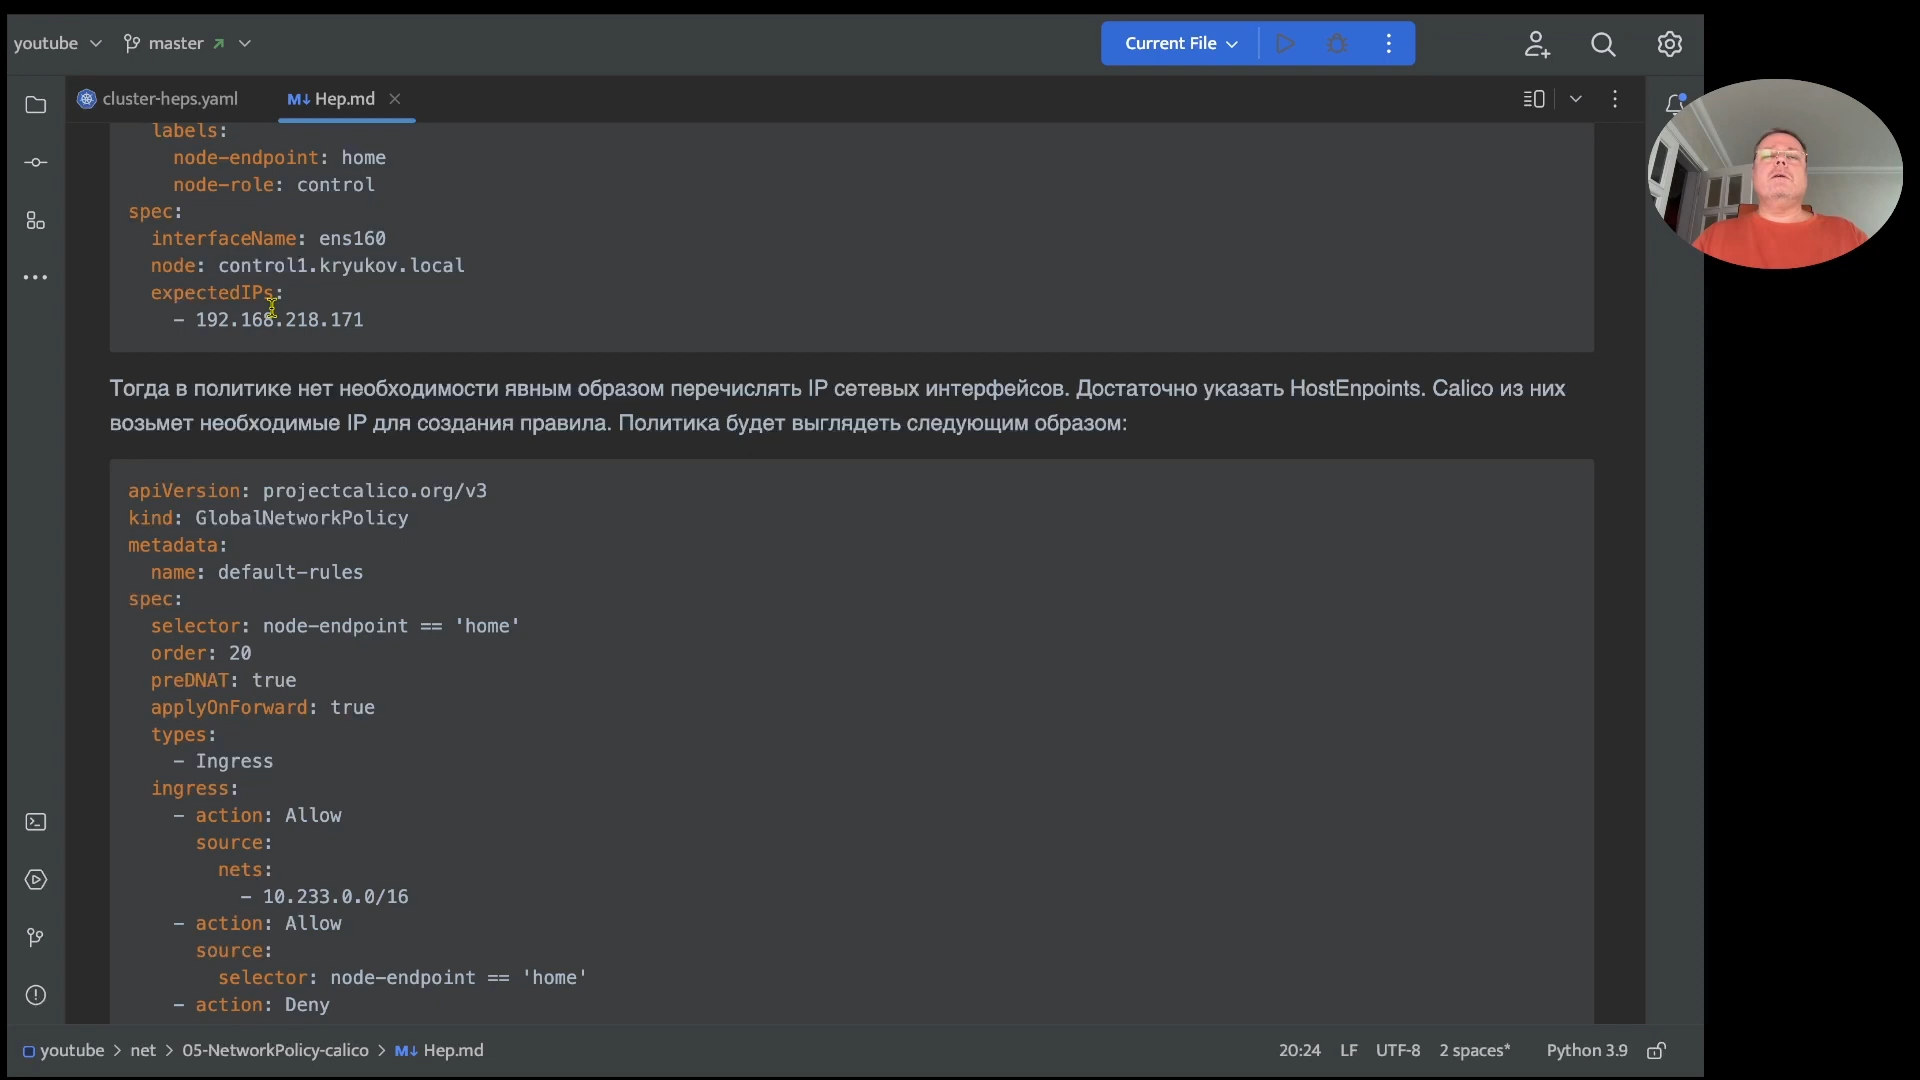 youtube master Current File
cluster-heps.yaml M↓ Hep.md
labels:
node-endpoint: home
node-role: control
spec:
interfaceName: ens160
node: control1.kryukov.local
expectedIPs:
- 192.168.218.171
Тогда в политике нет необходимости явным образом перечислять IP сетевых интерфейсов. Достаточно указать HostEnpoints. Calico из них
возьмет необходимые IP для создания правила. Политика будет выглядеть следующим образом:
apiVersion: projectcalico.org/v3
kind: GlobalNetworkPolicy
metadata:
name: default-rules
spec:
selector: node-endpoint == 'home'
order: 20
preDNAT: true
applyOnForward: true
types:
- Ingress
ingress:
- action: Allow
source:
nets:
- 10.233.0.0/16
- action: Allow
source:
selector: node-endpoint == 'home'
- action: Deny
youtube > net > 05-NetworkPolicy-calico > M↓ Hep.md 20:24 LF UTF-8 2 spaces* Python 3.9